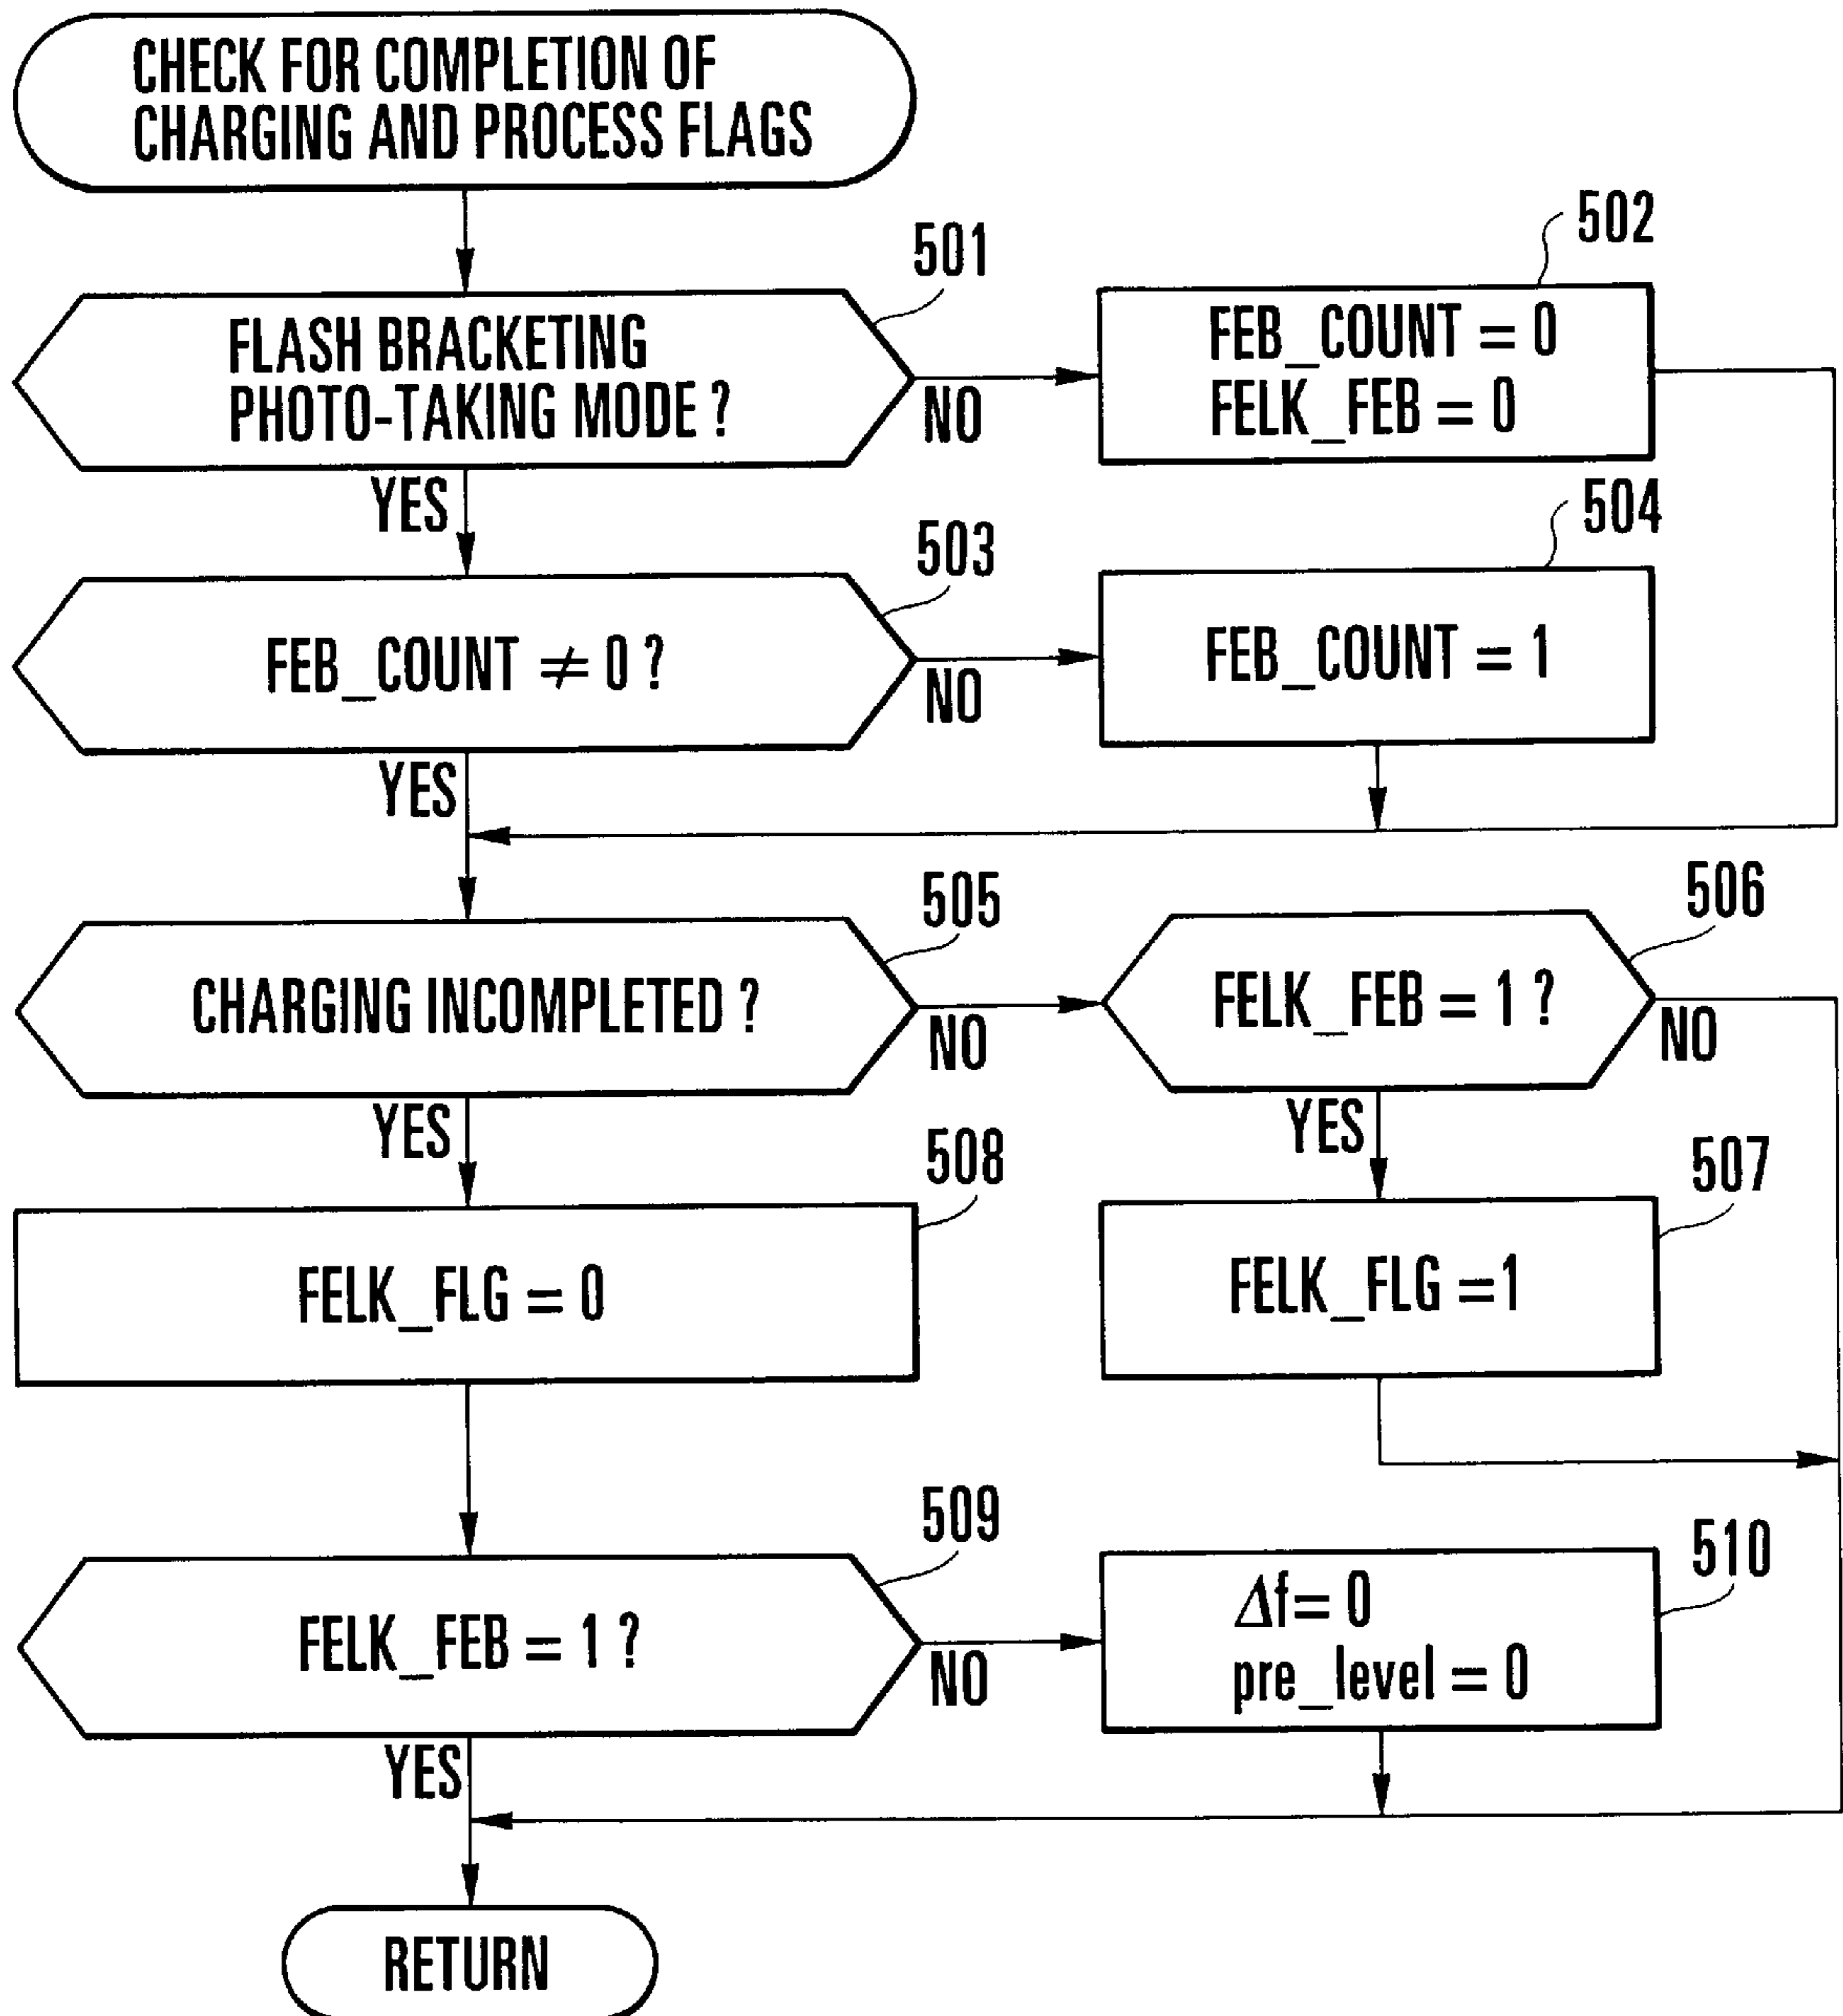 CHECK FOR COMPLETION OF
CHARGING AND PROCESS FLAGS
501
FLASH BRACKETING
PHOTO-TAKING MODE ?
NO
YES
502
FEB_COUNT = 0
FELK_FEB = 0
503
FEB_COUNT ≠ 0 ?
NO
YES
504
FEB_COUNT = 1
505
CHARGING INCOMPLETED ?
NO
YES
506
FELK_FEB = 1 ?
NO
YES
508
FELK_FLG = 0
507
FELK_FLG =1
509
FELK_FEB = 1 ?
NO
YES
510
Δf= 0
pre_level = 0
RETURN